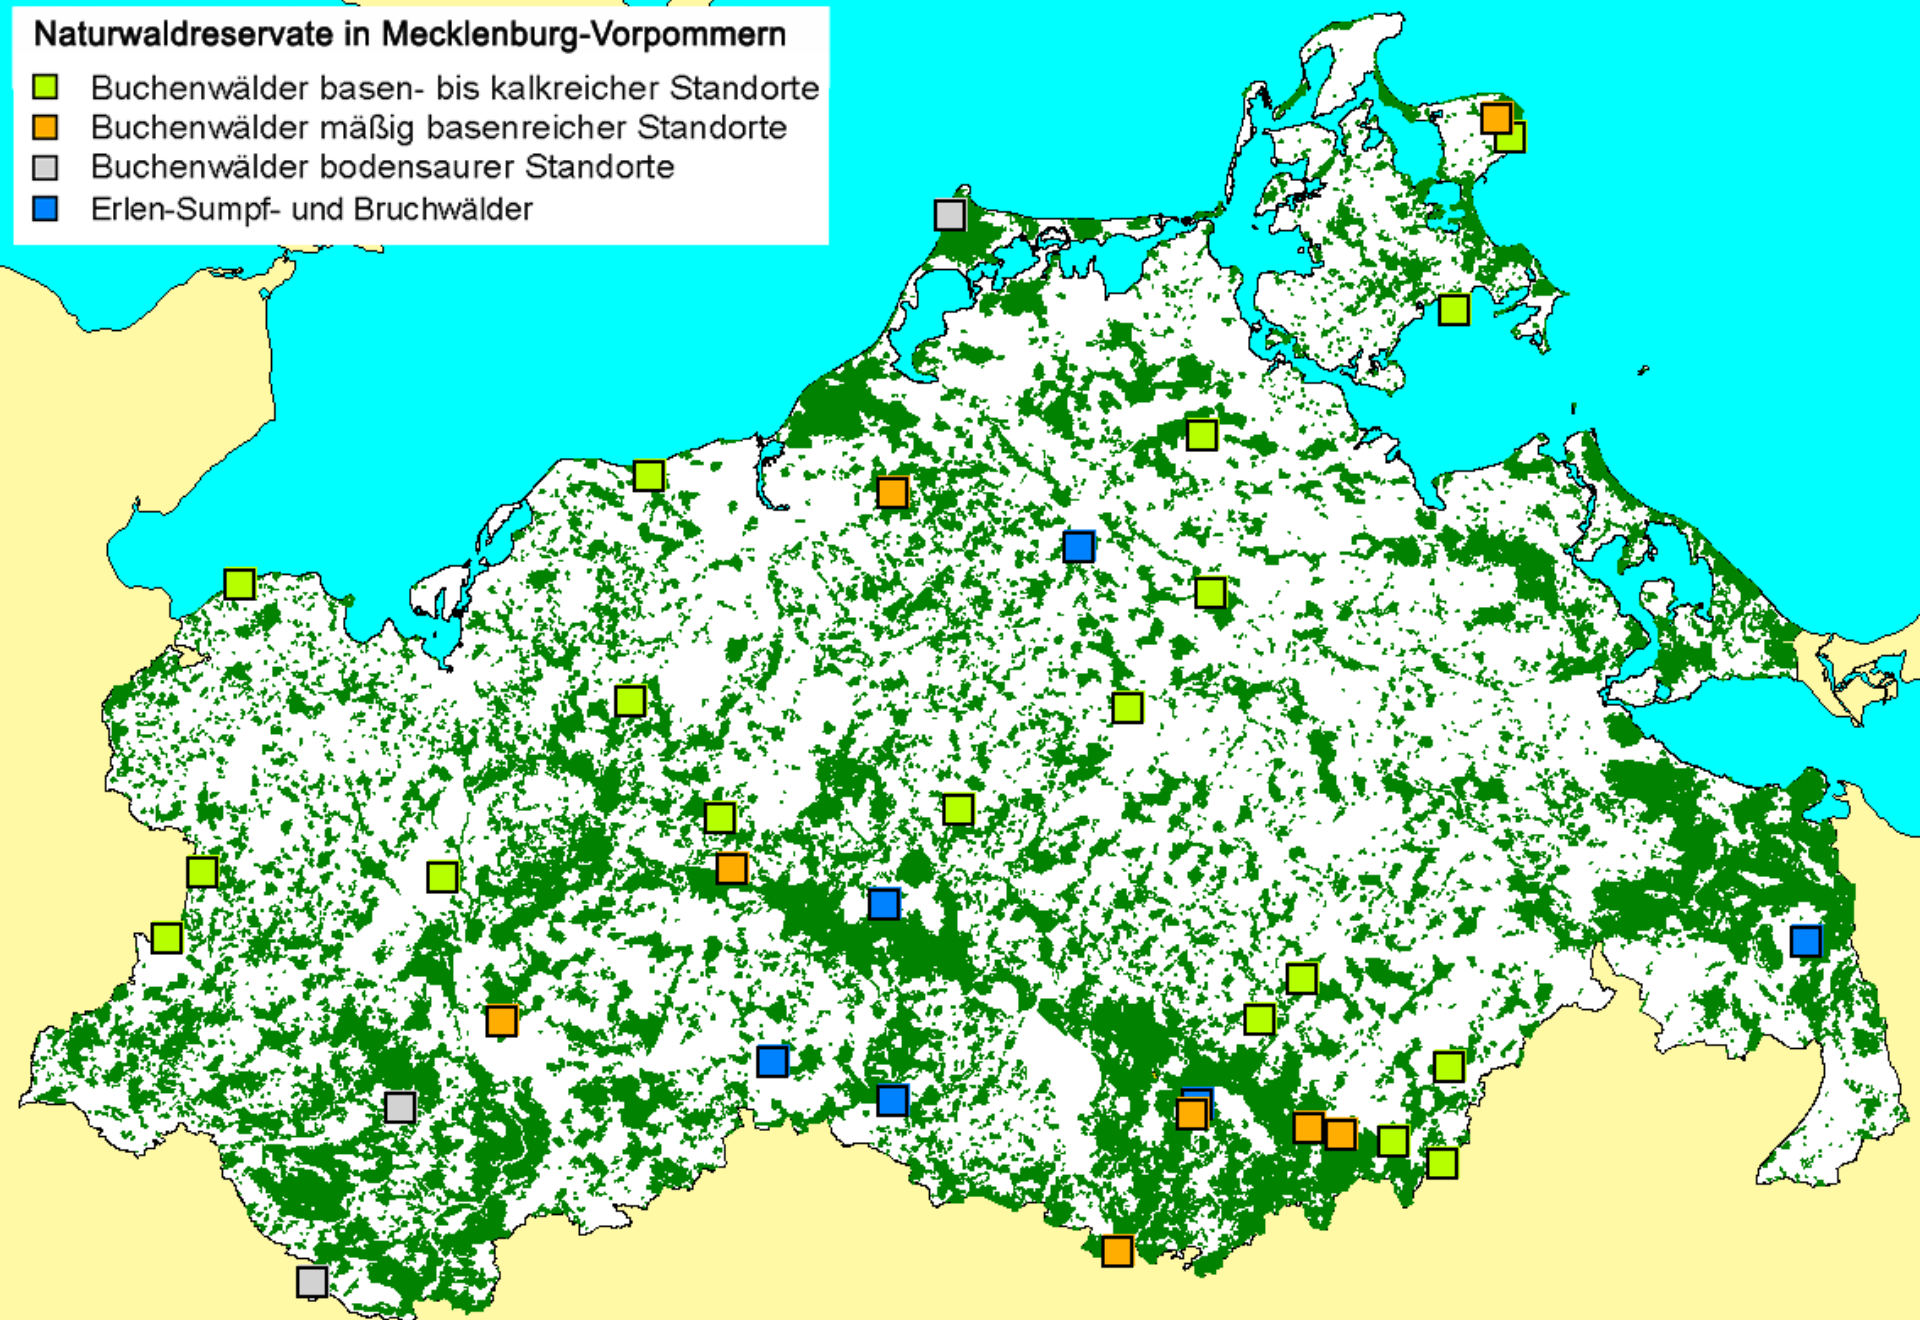 Naturwaldreservate in Mecklenburg-Vorpommern
Buchenwälder basen- bis kalkreicher Standorte
Buchenwälder mäßig basenreicher Standorte
Buchenwälder bodensaurer Standorte
Erlen-Sumpf- und Bruchwälder